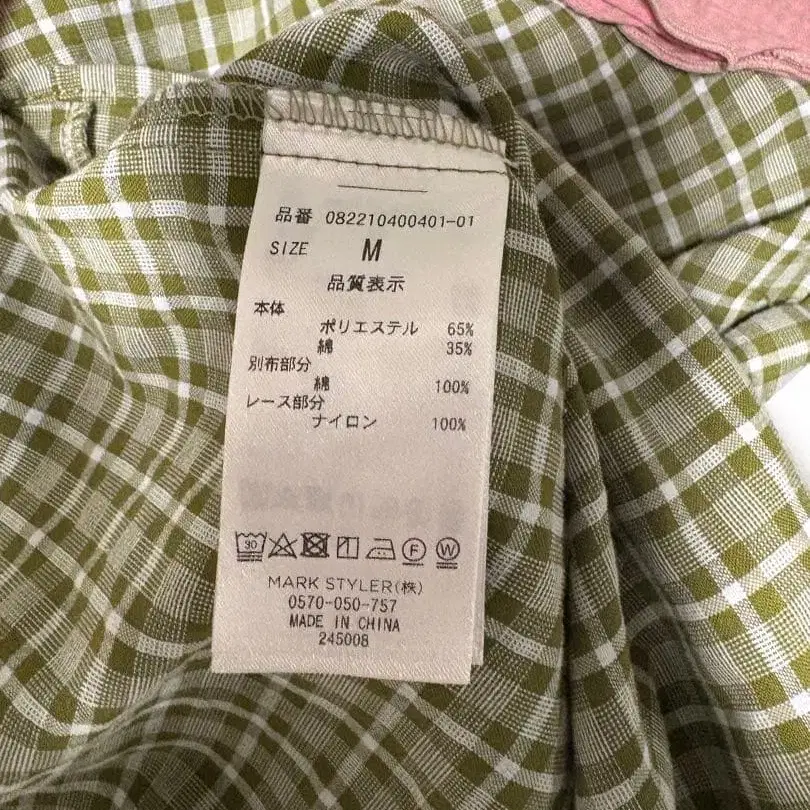 品番 082210400401-01
SIZE M
品質表示
本体
ポリエステル 65%
綿 35%
別布部分
綿 100%
レース部分
ナイロン 100%
30
F W
MARK STYLER(株)
0570-050-757
MADE IN CHINA
245008